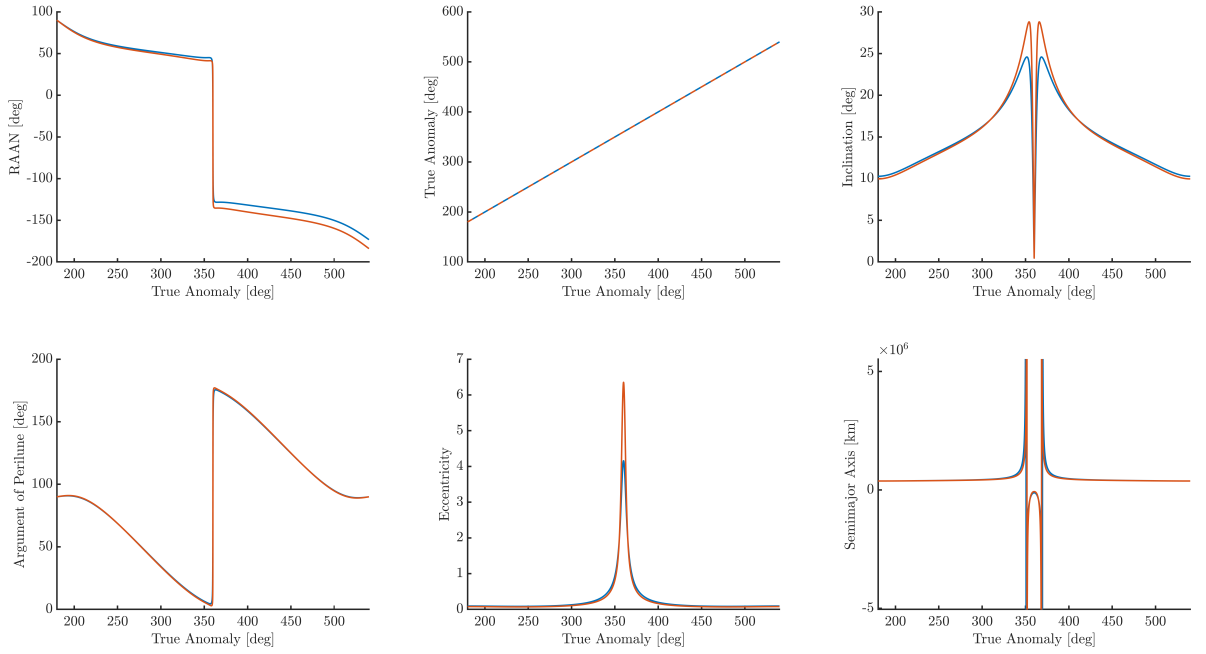 100
50
0
-50
-100
-150
-200
RAAN [deg]
200 250 300 350 400 450 500
True Anomaly [deg]
600
500
400
300
200
100
True Anomaly [deg]
200 250 300 350 400 450 500
True Anomaly [deg]
30
25
20
15
10
5
0
Inclination [deg]
200 250 300 350 400 450 500
True Anomaly [deg]
200
150
100
50
0
Argument of Perilune [deg]
200 250 300 350 400 450 500
True Anomaly [deg]
7
6
5
4
3
2
1
0
Eccentricity
200 250 300 350 400 450 500
True Anomaly [deg]
×10⁶
5
0
-5
Semimajor Axis [km]
200 250 300 350 400 450 500
True Anomaly [deg]